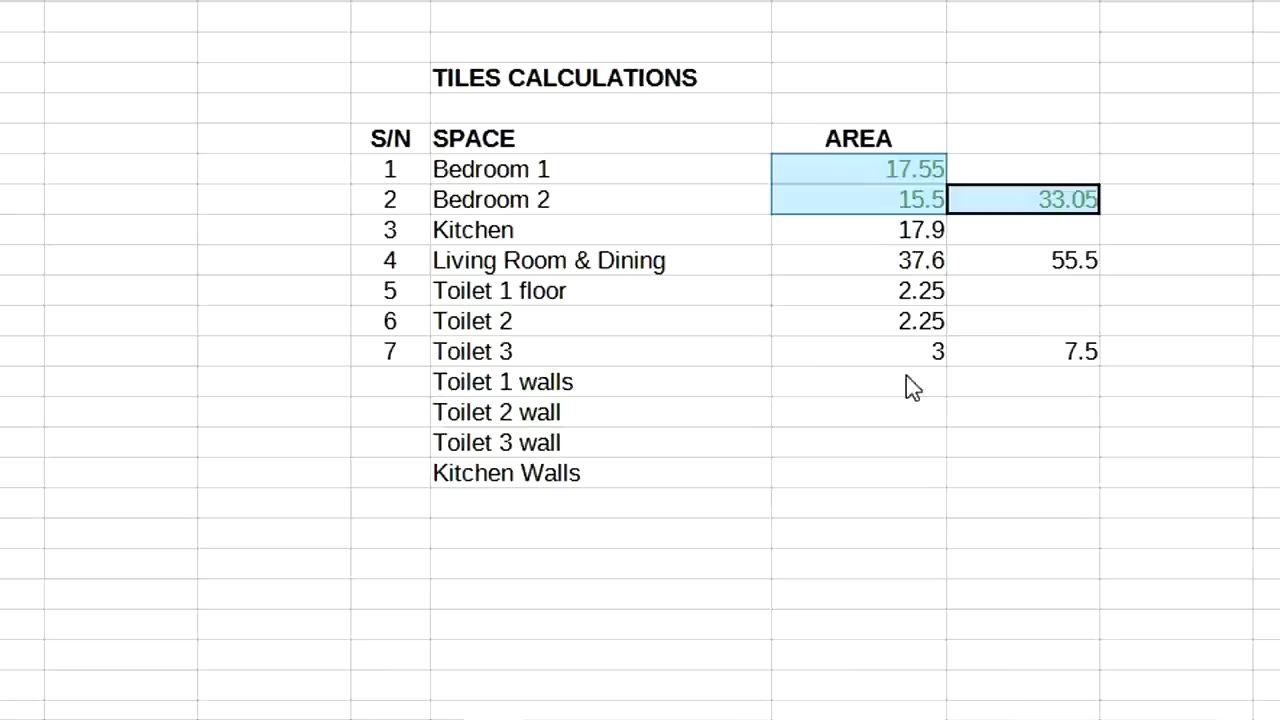 TILES CALCULATIONS
S/N SPACE AREA
1 Bedroom 1 17.55
2 Bedroom 2 15.5 33.05
3 Kitchen 17.9
4 Living Room & Dining 37.6 55.5
5 Toilet 1 floor 2.25
6 Toilet 2 2.25
7 Toilet 3 3 7.5
Toilet 1 walls
Toilet 2 wall
Toilet 3 wall
Kitchen Walls